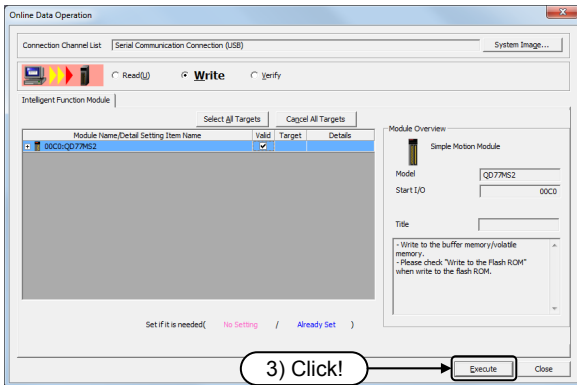 Online Data Operation
Connection Channel List Serial Communication Connection (USB) System Image...
Read(U) Write Verify
Intelligent Function Module
Select All Targets Cancel All Targets
Module Name/Detail Setting Item Name Valid Target Details
00C0:QD77MS2
Module Overview
Simple Motion Module
Model QD77MS2
Start I/O 00C0
Title
- Write to the buffer memory/volatile
memory.
- Please check "Write to the Flash ROM"
when write to the flash ROM.
Set if it is needed( No Setting / Already Set )
3) Click!
Execute Close